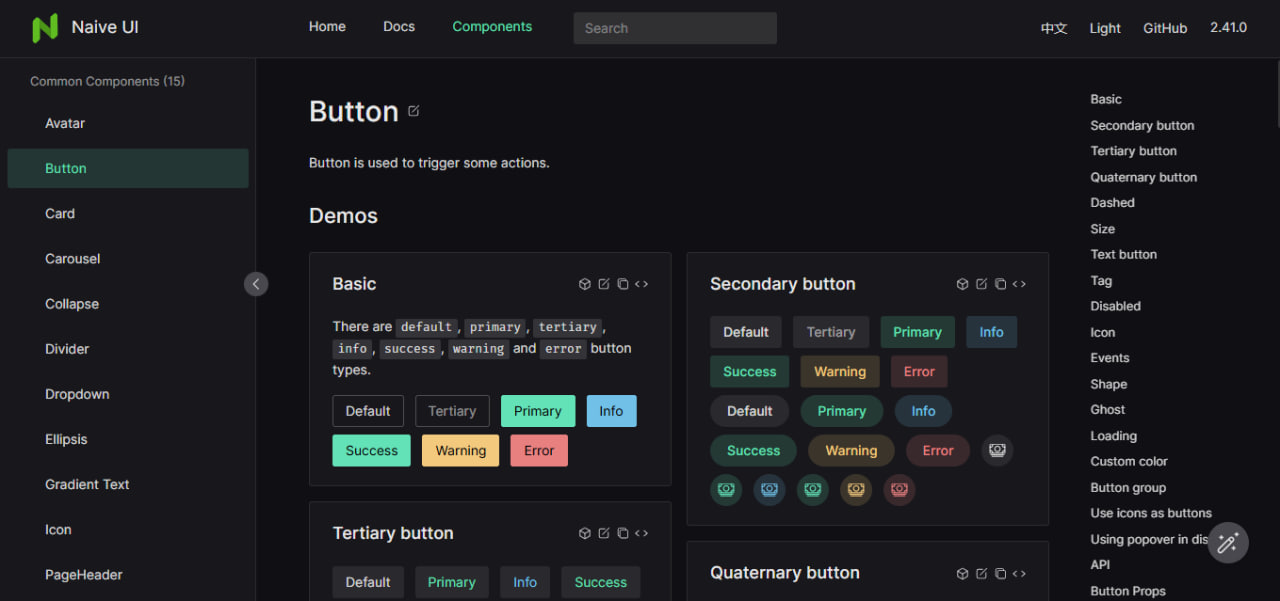 Naive UI
Home Docs Components Search
中文 Light GitHub 2.41.0
Common Components (15)
Avatar
Button
Card
Carousel
Collapse
Divider
Dropdown
Ellipsis
Gradient Text
Icon
PageHeader
Button
Button is used to trigger some actions.
Demos
Basic
There are default, primary, tertiary,
info, success, warning and error button
types.
Default Tertiary Primary Info
Success Warning Error
Tertiary button
Default Primary Info Success
Secondary button
Default Tertiary Primary Info
Success Warning Error
Default Primary Info
Success Warning Error
Quaternary button
Basic
Secondary button
Tertiary button
Quaternary button
Dashed
Size
Text button
Tag
Disabled
Icon
Events
Shape
Ghost
Loading
Custom color
Button group
Use icons as buttons
Using popover in dis
API
Button Props